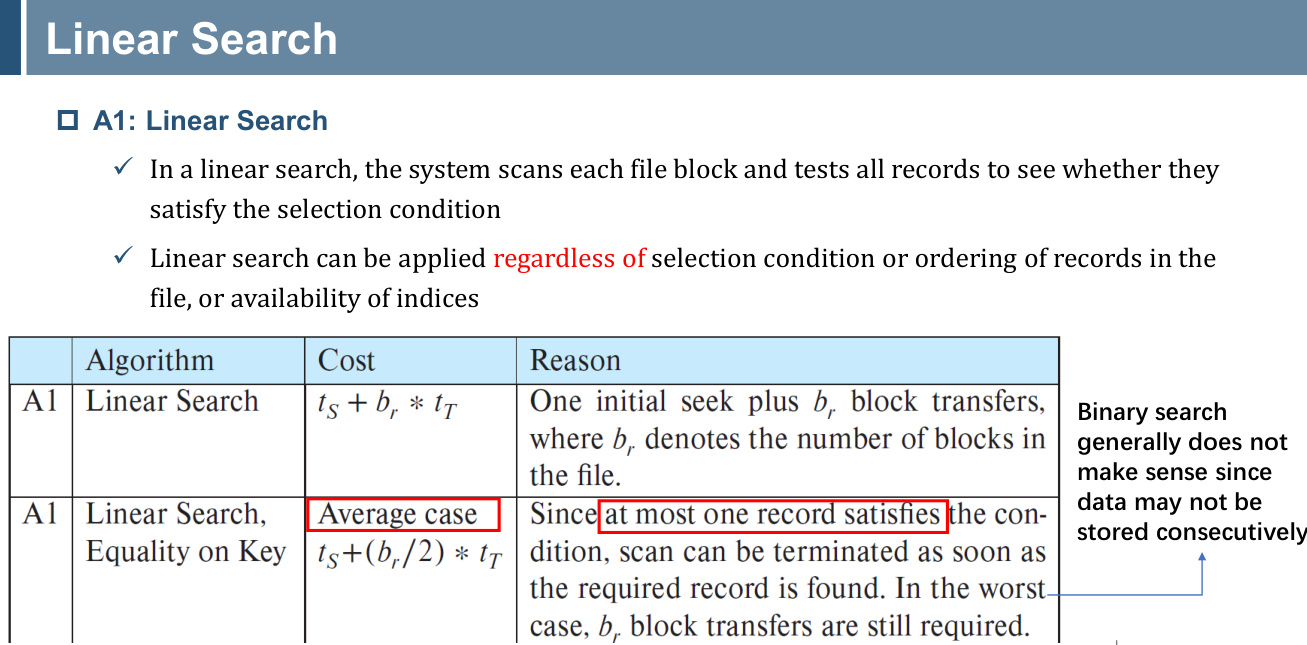 Linear Search
A1: Linear Search
✓ In a linear search, the system scans each file block and tests all records to see whether they
satisfy the selection condition
✓ Linear search can be applied regardless of selection condition or ordering of records in the
file, or availability of indices
Algorithm Cost Reason
A1 Linear Search t_S + b_r * t_T One initial seek plus b_r block transfers,
where b_r denotes the number of blocks in
the file.
A1 Linear Search, Average case Since at most one record satisfies the con-
Equality on Key t_S+(b_r/2) * t_T dition, scan can be terminated as soon as
the required record is found. In the worst
case, b_r block transfers are still required.
Binary search
generally does not
make sense since
data may not be
stored consecutively